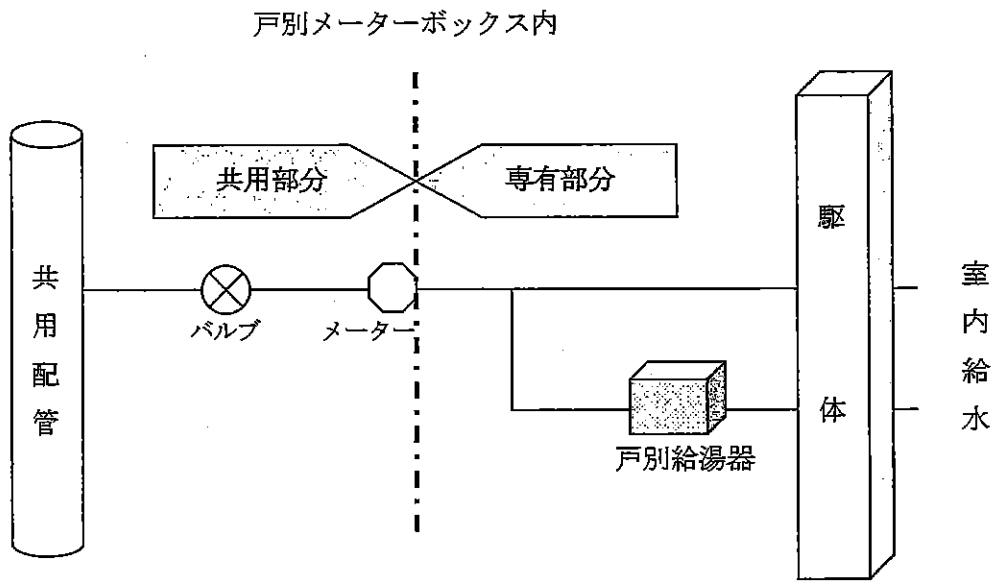 戸別メーターボックス内
共用部分
専有部分
共用配管
バルブ
メーター
戸別給湯器
駆体
室内給水